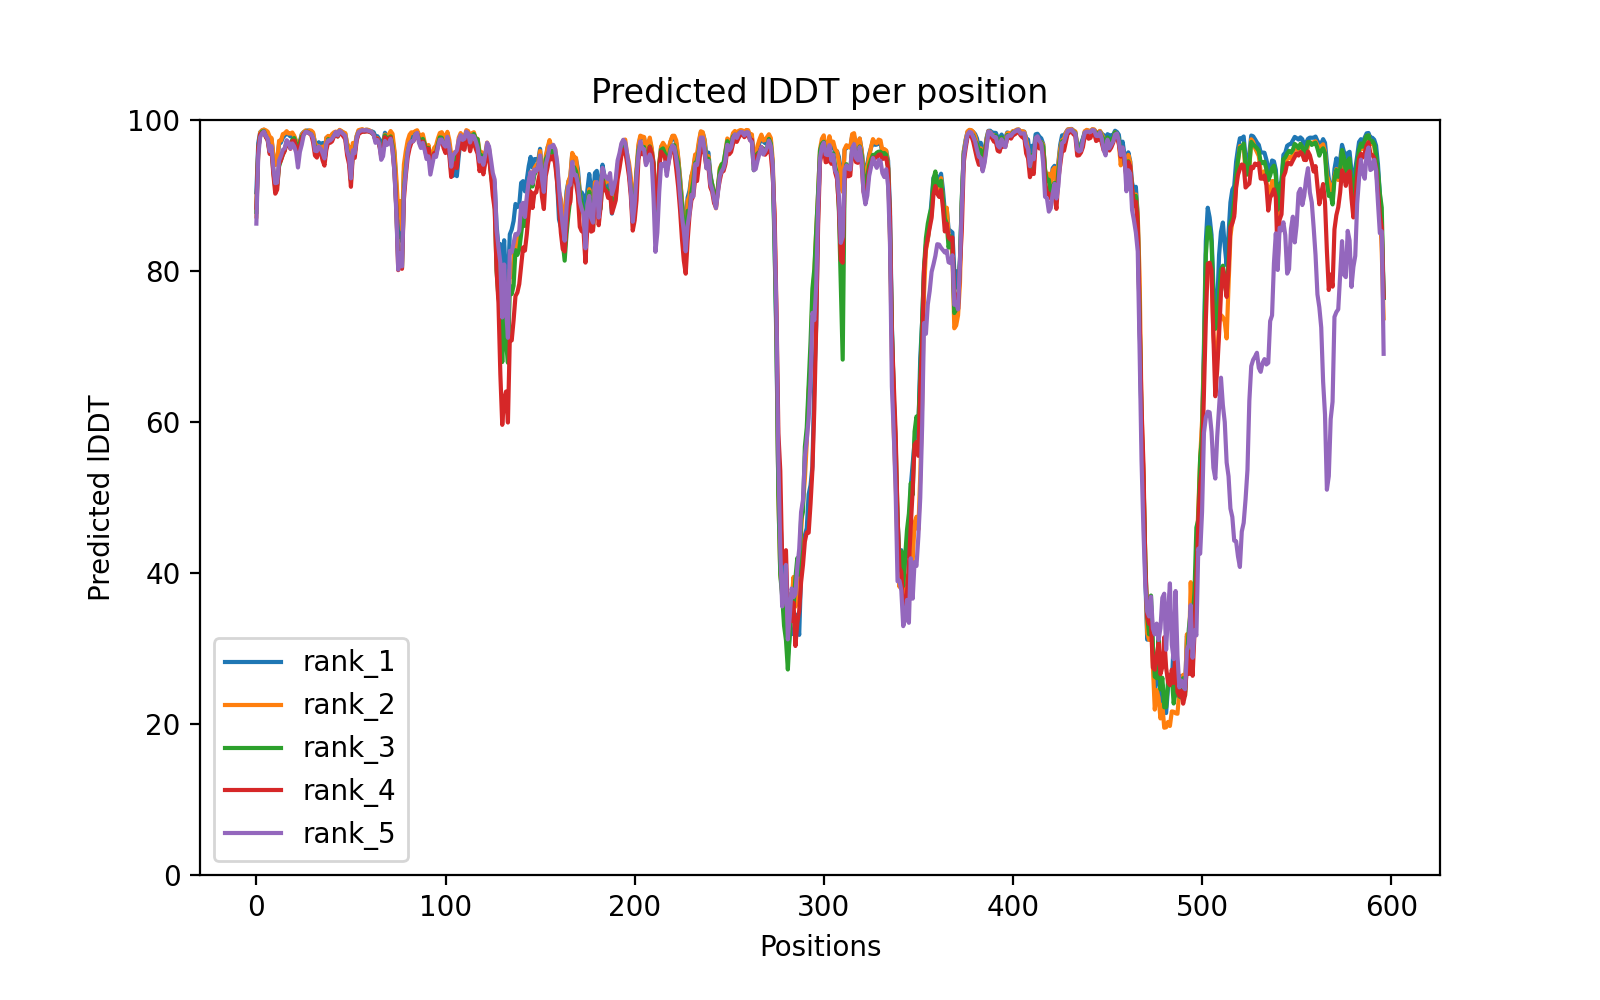 Predicted lDDT per position
100
80
60
40
20
0
Predicted lDDT
rank_1
rank_2
rank_3
rank_4
rank_5
0 100 200 300 400 500 600
Positions